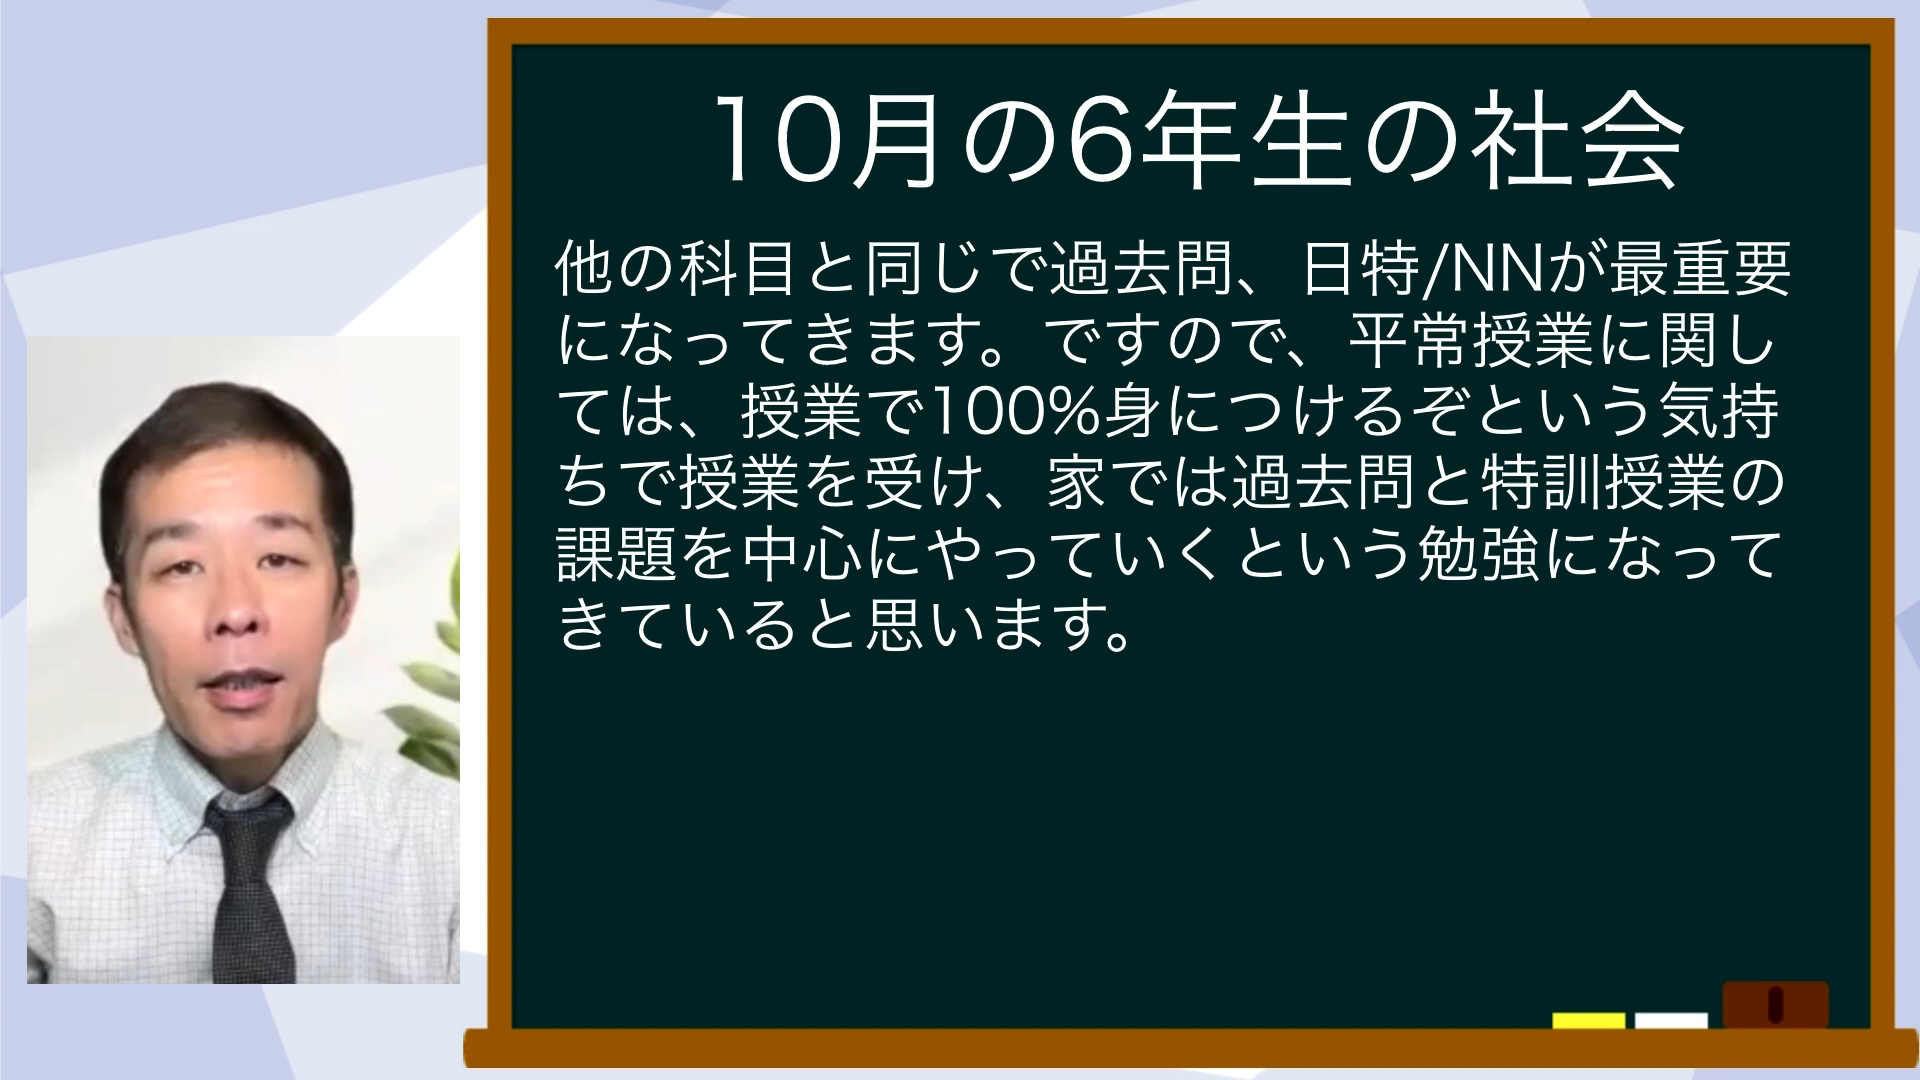 10月の6年生の社会
他の科目と同じで過去問、日特/NNが最重要
になってきます。ですので、平常授業に関し
ては、授業で100%身につけるぞという気持
ちで授業を受け、家では過去問と特訓授業の
課題を中心にやっていくという勉強になって
きていると思います。